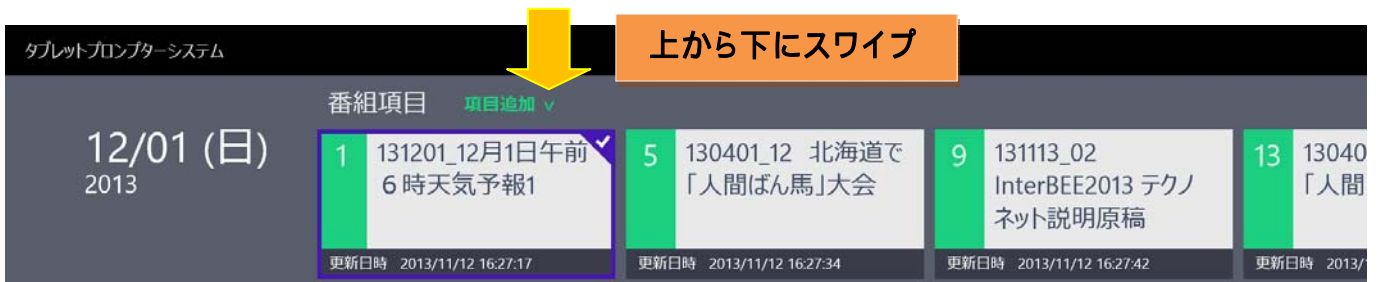 タブレットプロンプターシステム
上から下にスワイプ
番組項目 項目追加 ∨
12/01 (日)
2013
1 131201_12月1日午前
６時天気予報1
更新日時 2013/11/12 16:27:17
5 130401_12 北海道で
「人間ばん馬」大会
更新日時 2013/11/12 16:27:34
9 131113_02
InterBEE2013 テクノ
ネット説明原稿
更新日時 2013/11/12 16:27:42
13 13040
「人間
更新日時 2013/